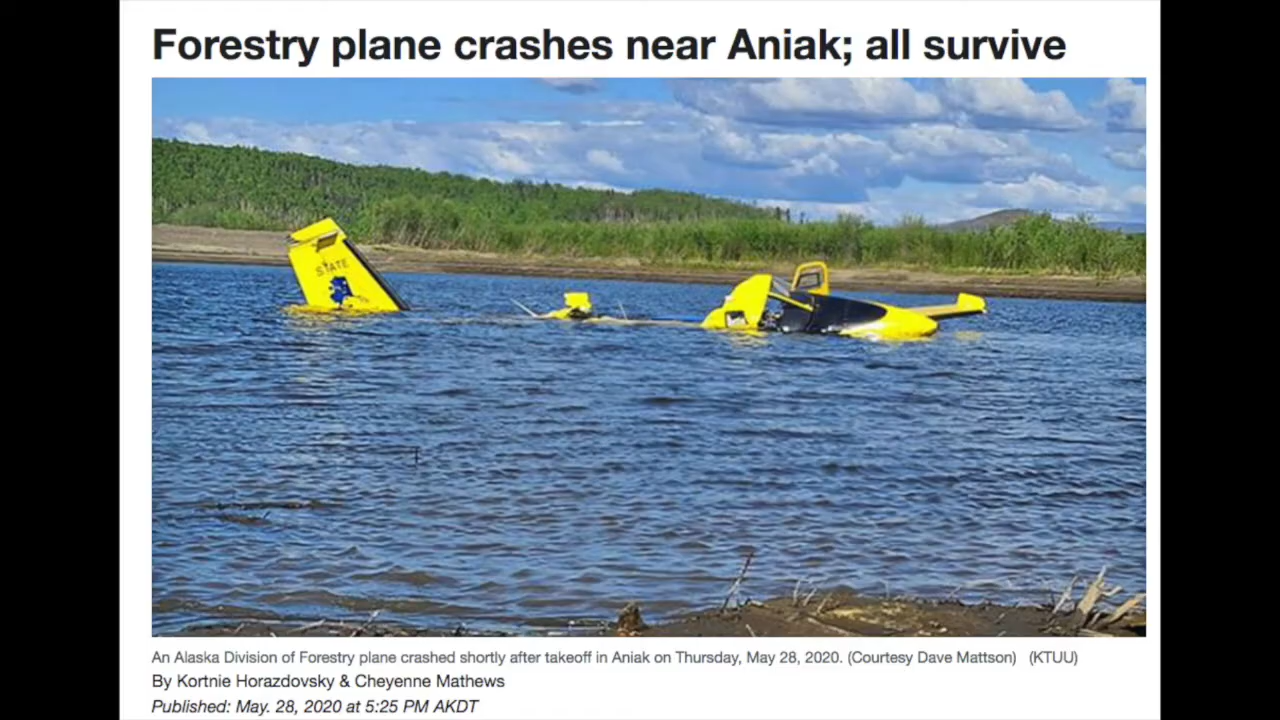 Forestry plane crashes near Aniak; all survive
STATE
An Alaska Division of Forestry plane crashed shortly after takeoff in Aniak on Thursday, May 28, 2020. (Courtesy Dave Mattson) (KTUU)
By Kortnie Horazdovsky & Cheyenne Mathews
Published: May. 28, 2020 at 5:25 PM AKDT